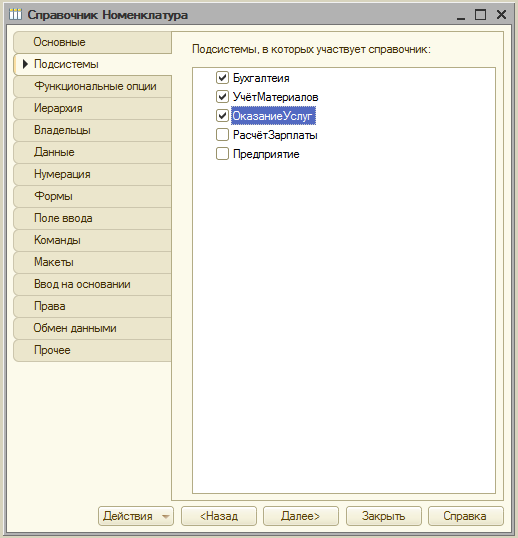 Справочник Номенклатура
Основные
Подсистемы
Функциональные опции
Иерархия
Владельцы
Данные
Нумерация
Формы
Поле ввода
Команды
Макеты
Ввод на основании
Права
Обмен данными
Прочее
Подсистемы, в которых участвует справочник:
Бухгалтеия
УчётМатериалов
ОказаниеУслуг
РасчётЗарплаты
Предприятие
Действия
<Назад
Далее>
Закрыть
Справка